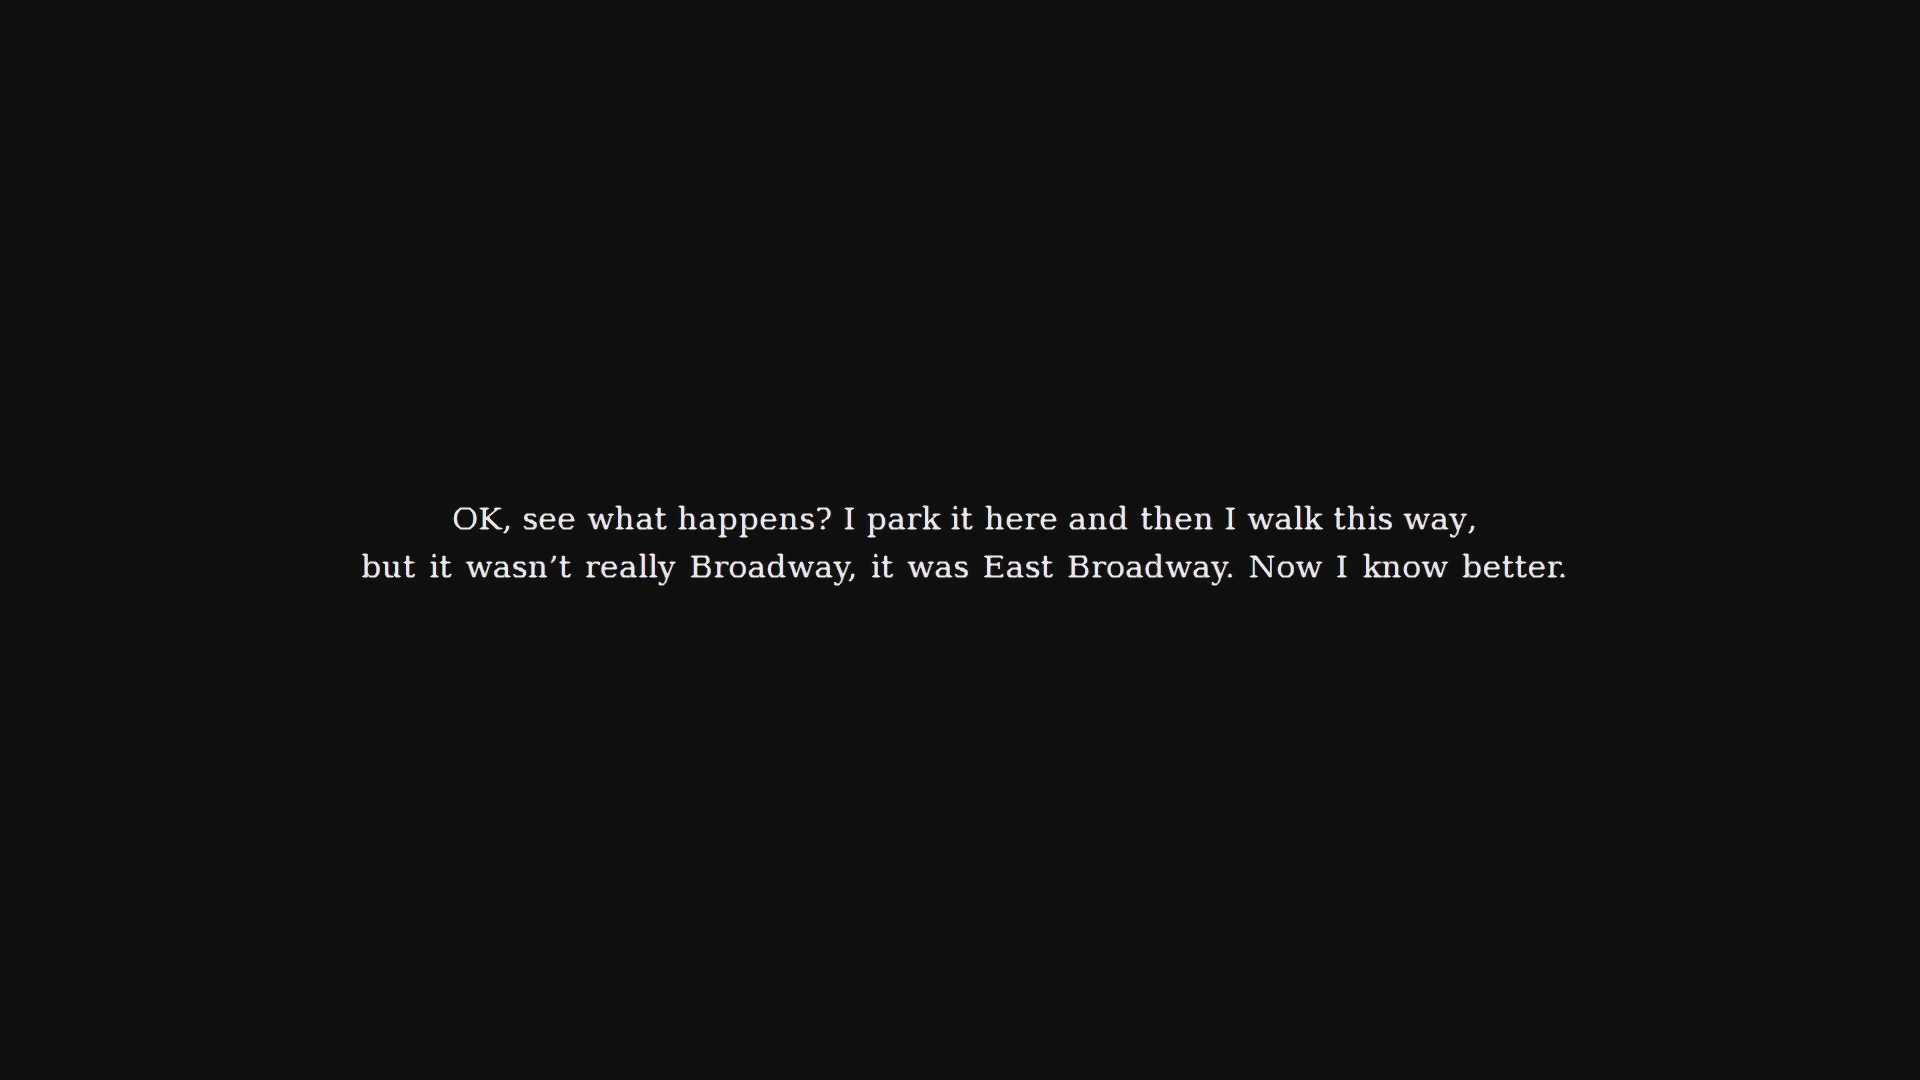 OK, see what happens? I park it here and then I walk this way,
but it wasn’t really Broadway, it was East Broadway. Now I know better.